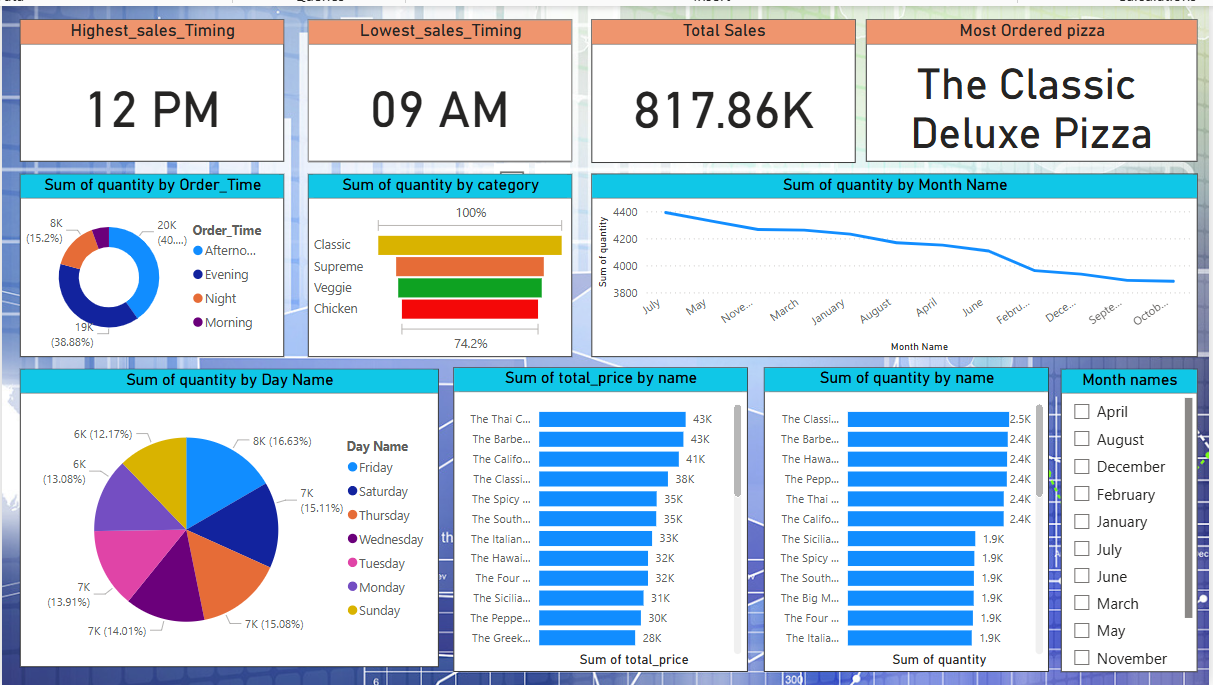 Queries
Insert
Calculations
Highest_sales_Timing
12 PM
Lowest_sales_Timing
09 AM
Total Sales
817.86K
Most Ordered pizza
The Classic
Deluxe Pizza
Sum of quantity by Order_Time
8K
(15.2%)
20K
(40....)
19K
(38.88%)
Order_Time
Afterno...
Evening
Night
Morning
Sum of quantity by category
100%
Classic
Supreme
Veggie
Chicken
74.2%
Sum of quantity by Month Name
Sum of quantity
4400
4200
4000
3800
July
May
Nove...
March
January
August
April
June
Febru...
Dece...
Septe...
Octob...
Month Name
Sum of quantity by Day Name
6K (12.17%)
8K (16.63%)
6K
(13.08%)
7K
(15.11%)
7K
(13.91%)
7K (14.01%)
7K (15.08%)
Day Name
Friday
Saturday
Thursday
Wednesday
Tuesday
Monday
Sunday
Sum of total_price by name
The Thai C... 43K
The Barbe... 43K
The Califo... 41K
The Classi... 38K
The Spicy ... 35K
The South... 35K
The Italian... 33K
The Hawai... 32K
The Four ... 32K
The Sicilia... 31K
The Peppe... 30K
The Greek... 28K
Sum of total_price
Sum of quantity by name
The Classi... 2.5K
The Barbe... 2.4K
The Hawa... 2.4K
The Pepp... 2.4K
The Thai ... 2.4K
The Califo... 2.4K
The Sicilia... 1.9K
The Spicy ... 1.9K
The South... 1.9K
The Big M... 1.9K
The Four ... 1.9K
The Italia... 1.9K
Sum of quantity
Month names
April
August
December
February
January
July
June
March
May
November
th
6
300